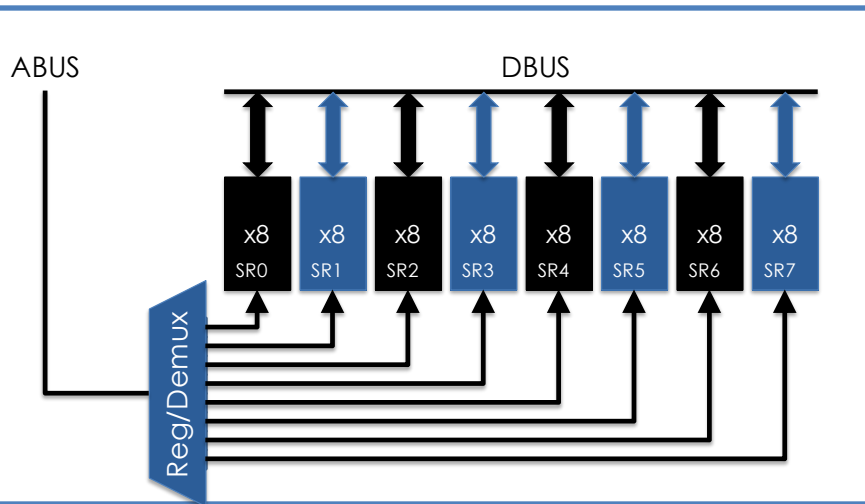 ABUS
DBUS
x8
SR0
x8
SR1
x8
SR2
x8
SR3
x8
SR4
x8
SR5
x8
SR6
x8
SR7
Reg/Demux